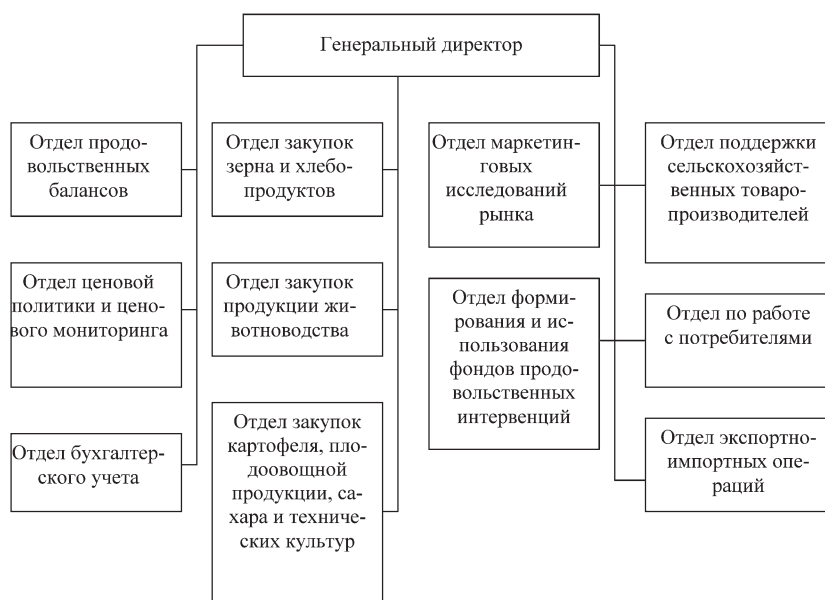 Генеральный директор
Отдел продо-
вольственных
балансов
Отдел закупок
зерна и хлебо-
продуктов
Отдел маркетин-
говых
исследований
рынка
Отдел поддержки
сельскохозяйст-
венных товаро-
производителей
Отдел ценовой
политики и цено-
вого мониторинга
Отдел закупок
продукции жи-
вотноводства
Отдел форми-
рования и ис-
пользования
фондов продо-
вольственных
интервенций
Отдел по работе
с потребителями
Отдел бухгалтер-
ского учета
Отдел закупок
картофеля, пло-
доовощной
продукции, са-
хара и техниче-
ских культур
Отдел экспортно-
импортных опе-
раций